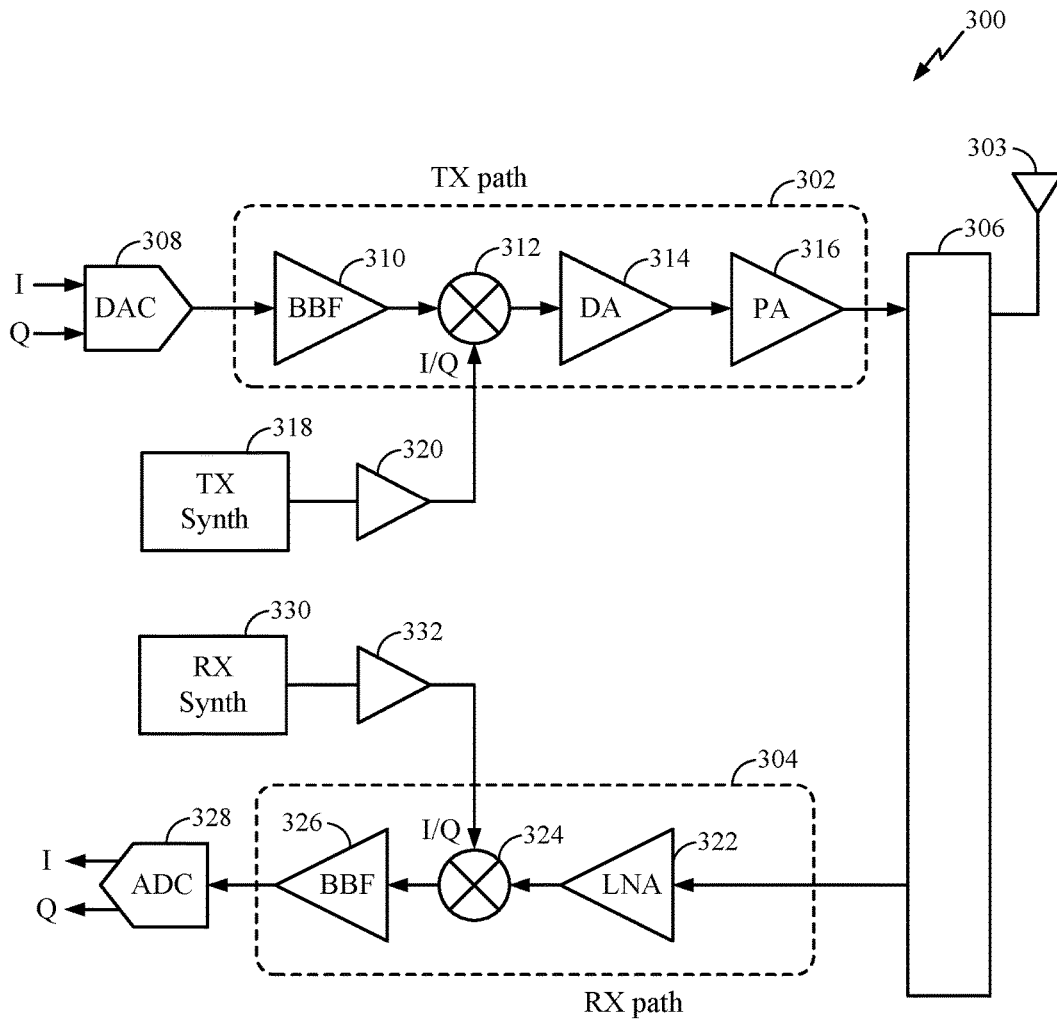 300
303
TX path
302
306
308
310
312
314
316
I
DAC
BBF
DA
PA
Q
I/Q
318
320
TX
Synth
330
332
RX
Synth
304
328
326
I/Q
324
322
I
ADC
BBF
LNA
Q
RX path